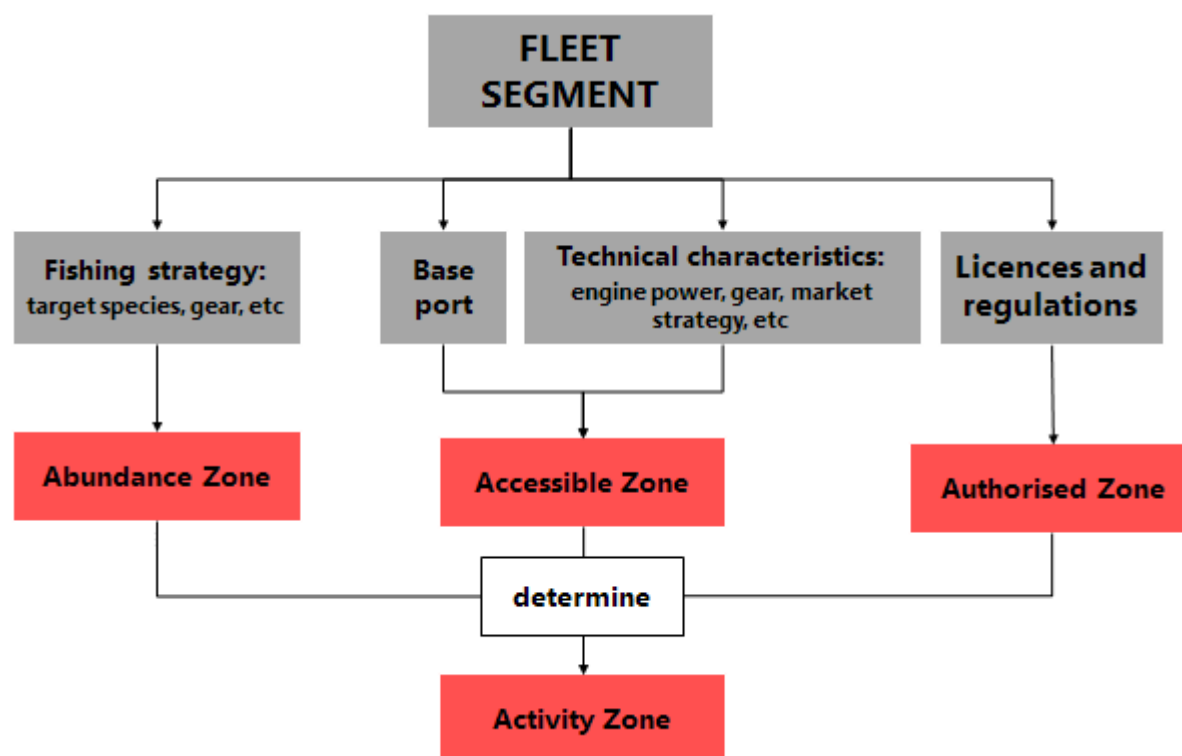 FLEET
SEGMENT
Fishing strategy:
target species, gear, etc
Base
port
Technical characteristics:
engine power, gear, market
strategy, etc
Licences and
regulations
Abundance Zone
Accessible Zone
Authorised Zone
determine
Activity Zone